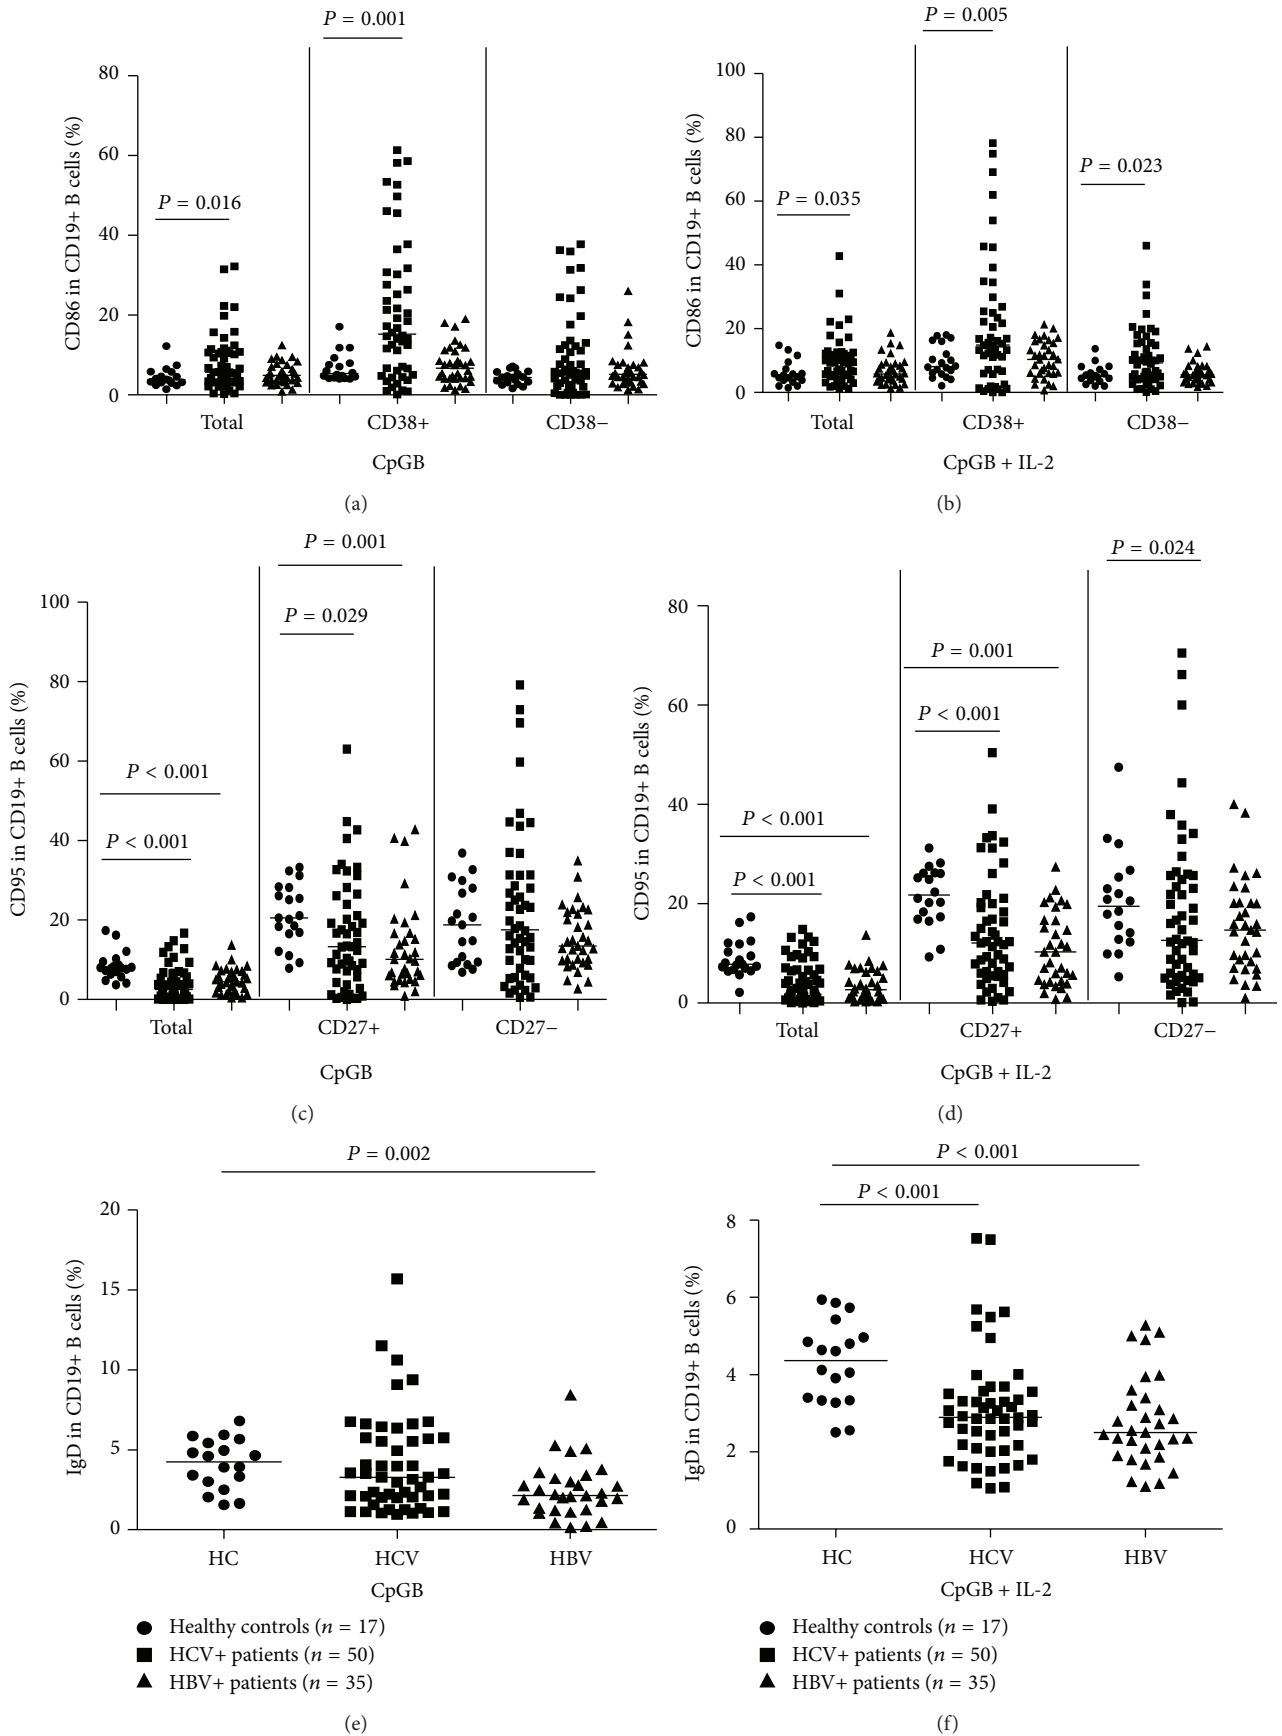 P = 0.001
P = 0.016
CD86 in CD19+ B cells (%)
80
60
40
20
0
Total
CD38+
CD38−
CpGB
(a)
P = 0.005
P = 0.035
P = 0.023
CD86 in CD19+ B cells (%)
100
80
60
40
20
0
Total
CD38+
CD38−
CpGB + IL-2
(b)
P = 0.001
P = 0.029
P < 0.001
P < 0.001
CD95 in CD19+ B cells (%)
100
80
60
40
20
0
Total
CD27+
CD27−
CpGB
(c)
P = 0.024
P = 0.001
P < 0.001
P < 0.001
P < 0.001
CD95 in CD19+ B cells (%)
80
60
40
20
0
Total
CD27+
CD27−
CpGB + IL-2
(d)
P = 0.002
IgD in CD19+ B cells (%)
20
15
10
5
0
HC
HCV
HBV
CpGB
Healthy controls (n = 17)
HCV+ patients (n = 50)
HBV+ patients (n = 35)
(e)
P < 0.001
P < 0.001
IgD in CD19+ B cells (%)
8
6
4
2
0
HC
HCV
HBV
CpGB + IL-2
Healthy controls (n = 17)
HCV+ patients (n = 50)
HBV+ patients (n = 35)
(f)